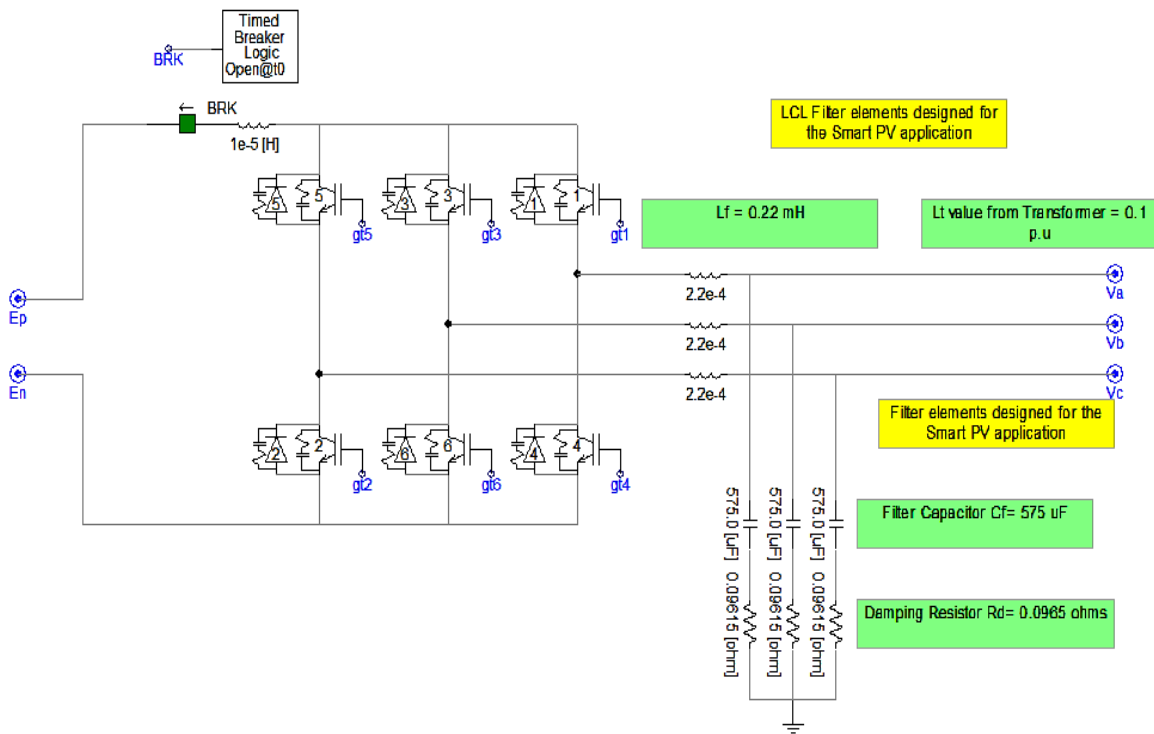 Timed
Breaker
Logic
Open@t0
BRK
← BRK
1e-5 [H]
LCL Filter elements designed for
the Smart PV application
Lf = 0.22 mH
Lt value from Transformer = 0.1
p.u
5
5
3
3
1
1
gt5
gt3
gt1
2.2e-4
Va
Ep
2.2e-4
Vb
En
2.2e-4
Vc
Filter elements designed for the
Smart PV application
2
2
6
6
4
4
gt2
gt6
gt4
575.0 [uF]
575.0 [uF]
575.0 [uF]
Filter Capacitor Cf= 575 uF
0.09615 [ohm]
0.09615 [ohm]
0.09615 [ohm]
Damping Resistor Rd= 0.0965 ohms